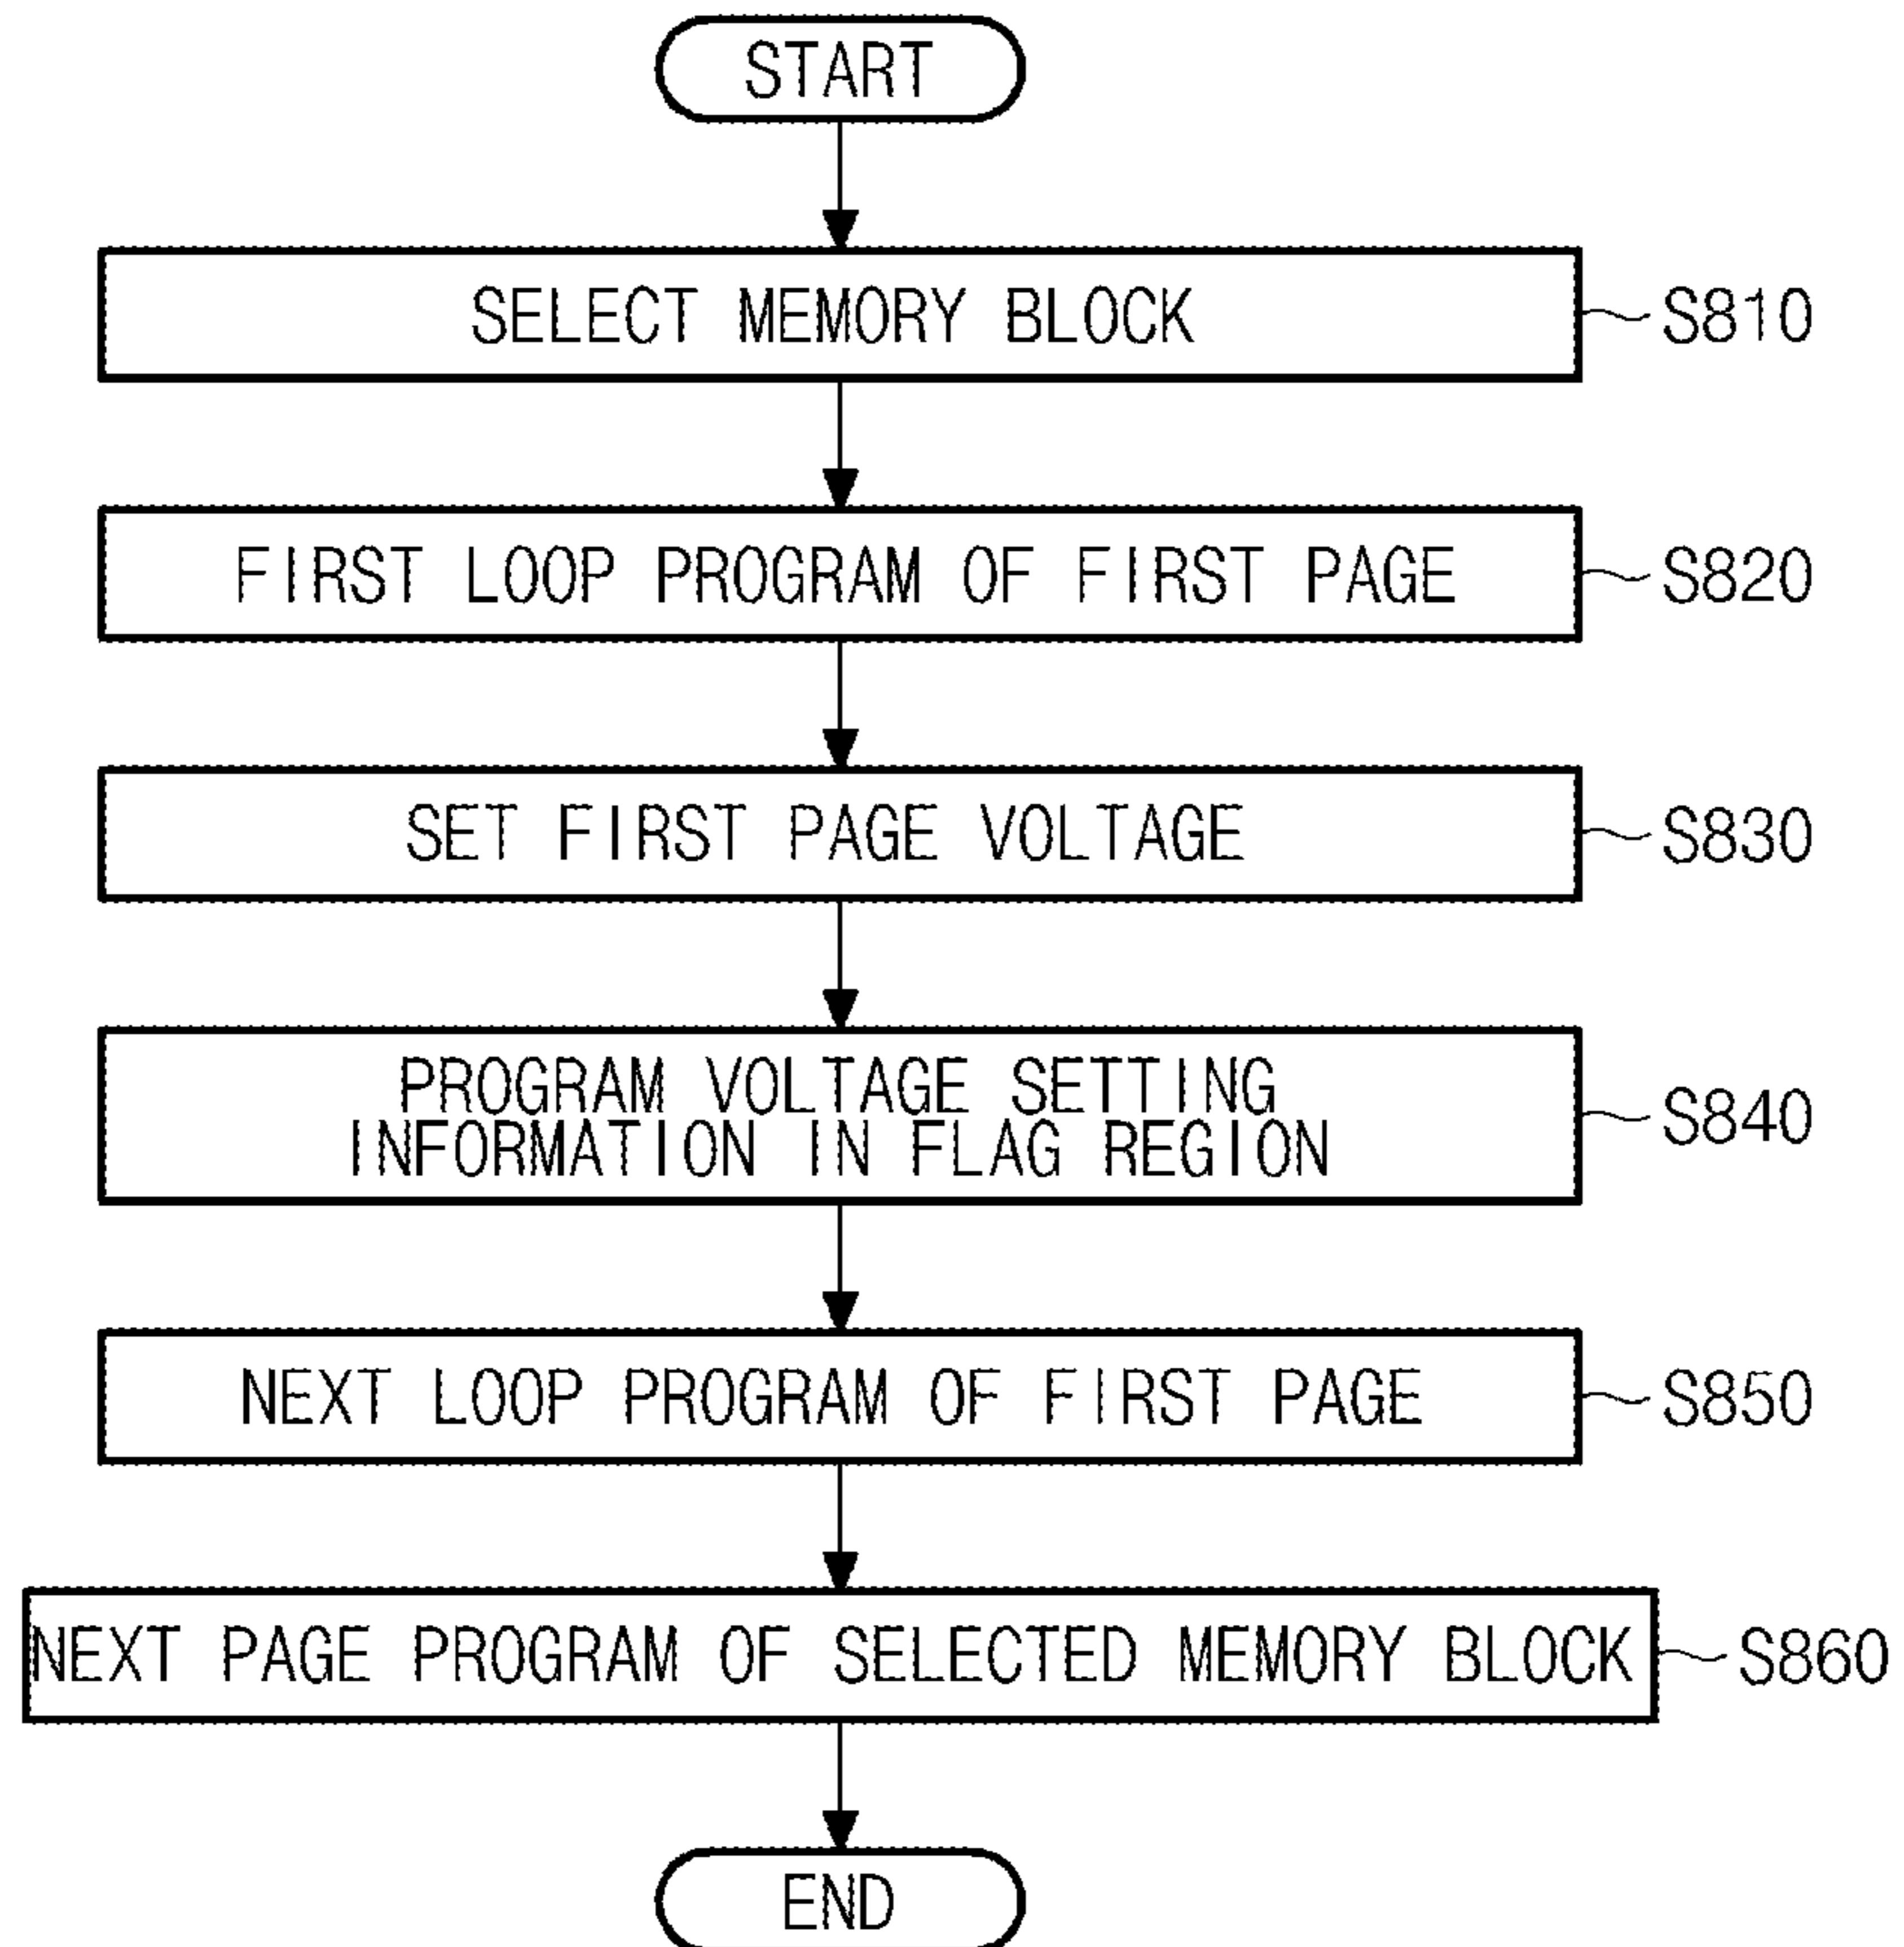 START
SELECT MEMORY BLOCK
S810
FIRST LOOP PROGRAM OF FIRST PAGE
S820
SET FIRST PAGE VOLTAGE
S830
PROGRAM VOLTAGE SETTING
INFORMATION IN FLAG REGION
S840
NEXT LOOP PROGRAM OF FIRST PAGE
S850
NEXT PAGE PROGRAM OF SELECTED MEMORY BLOCK
S860
END